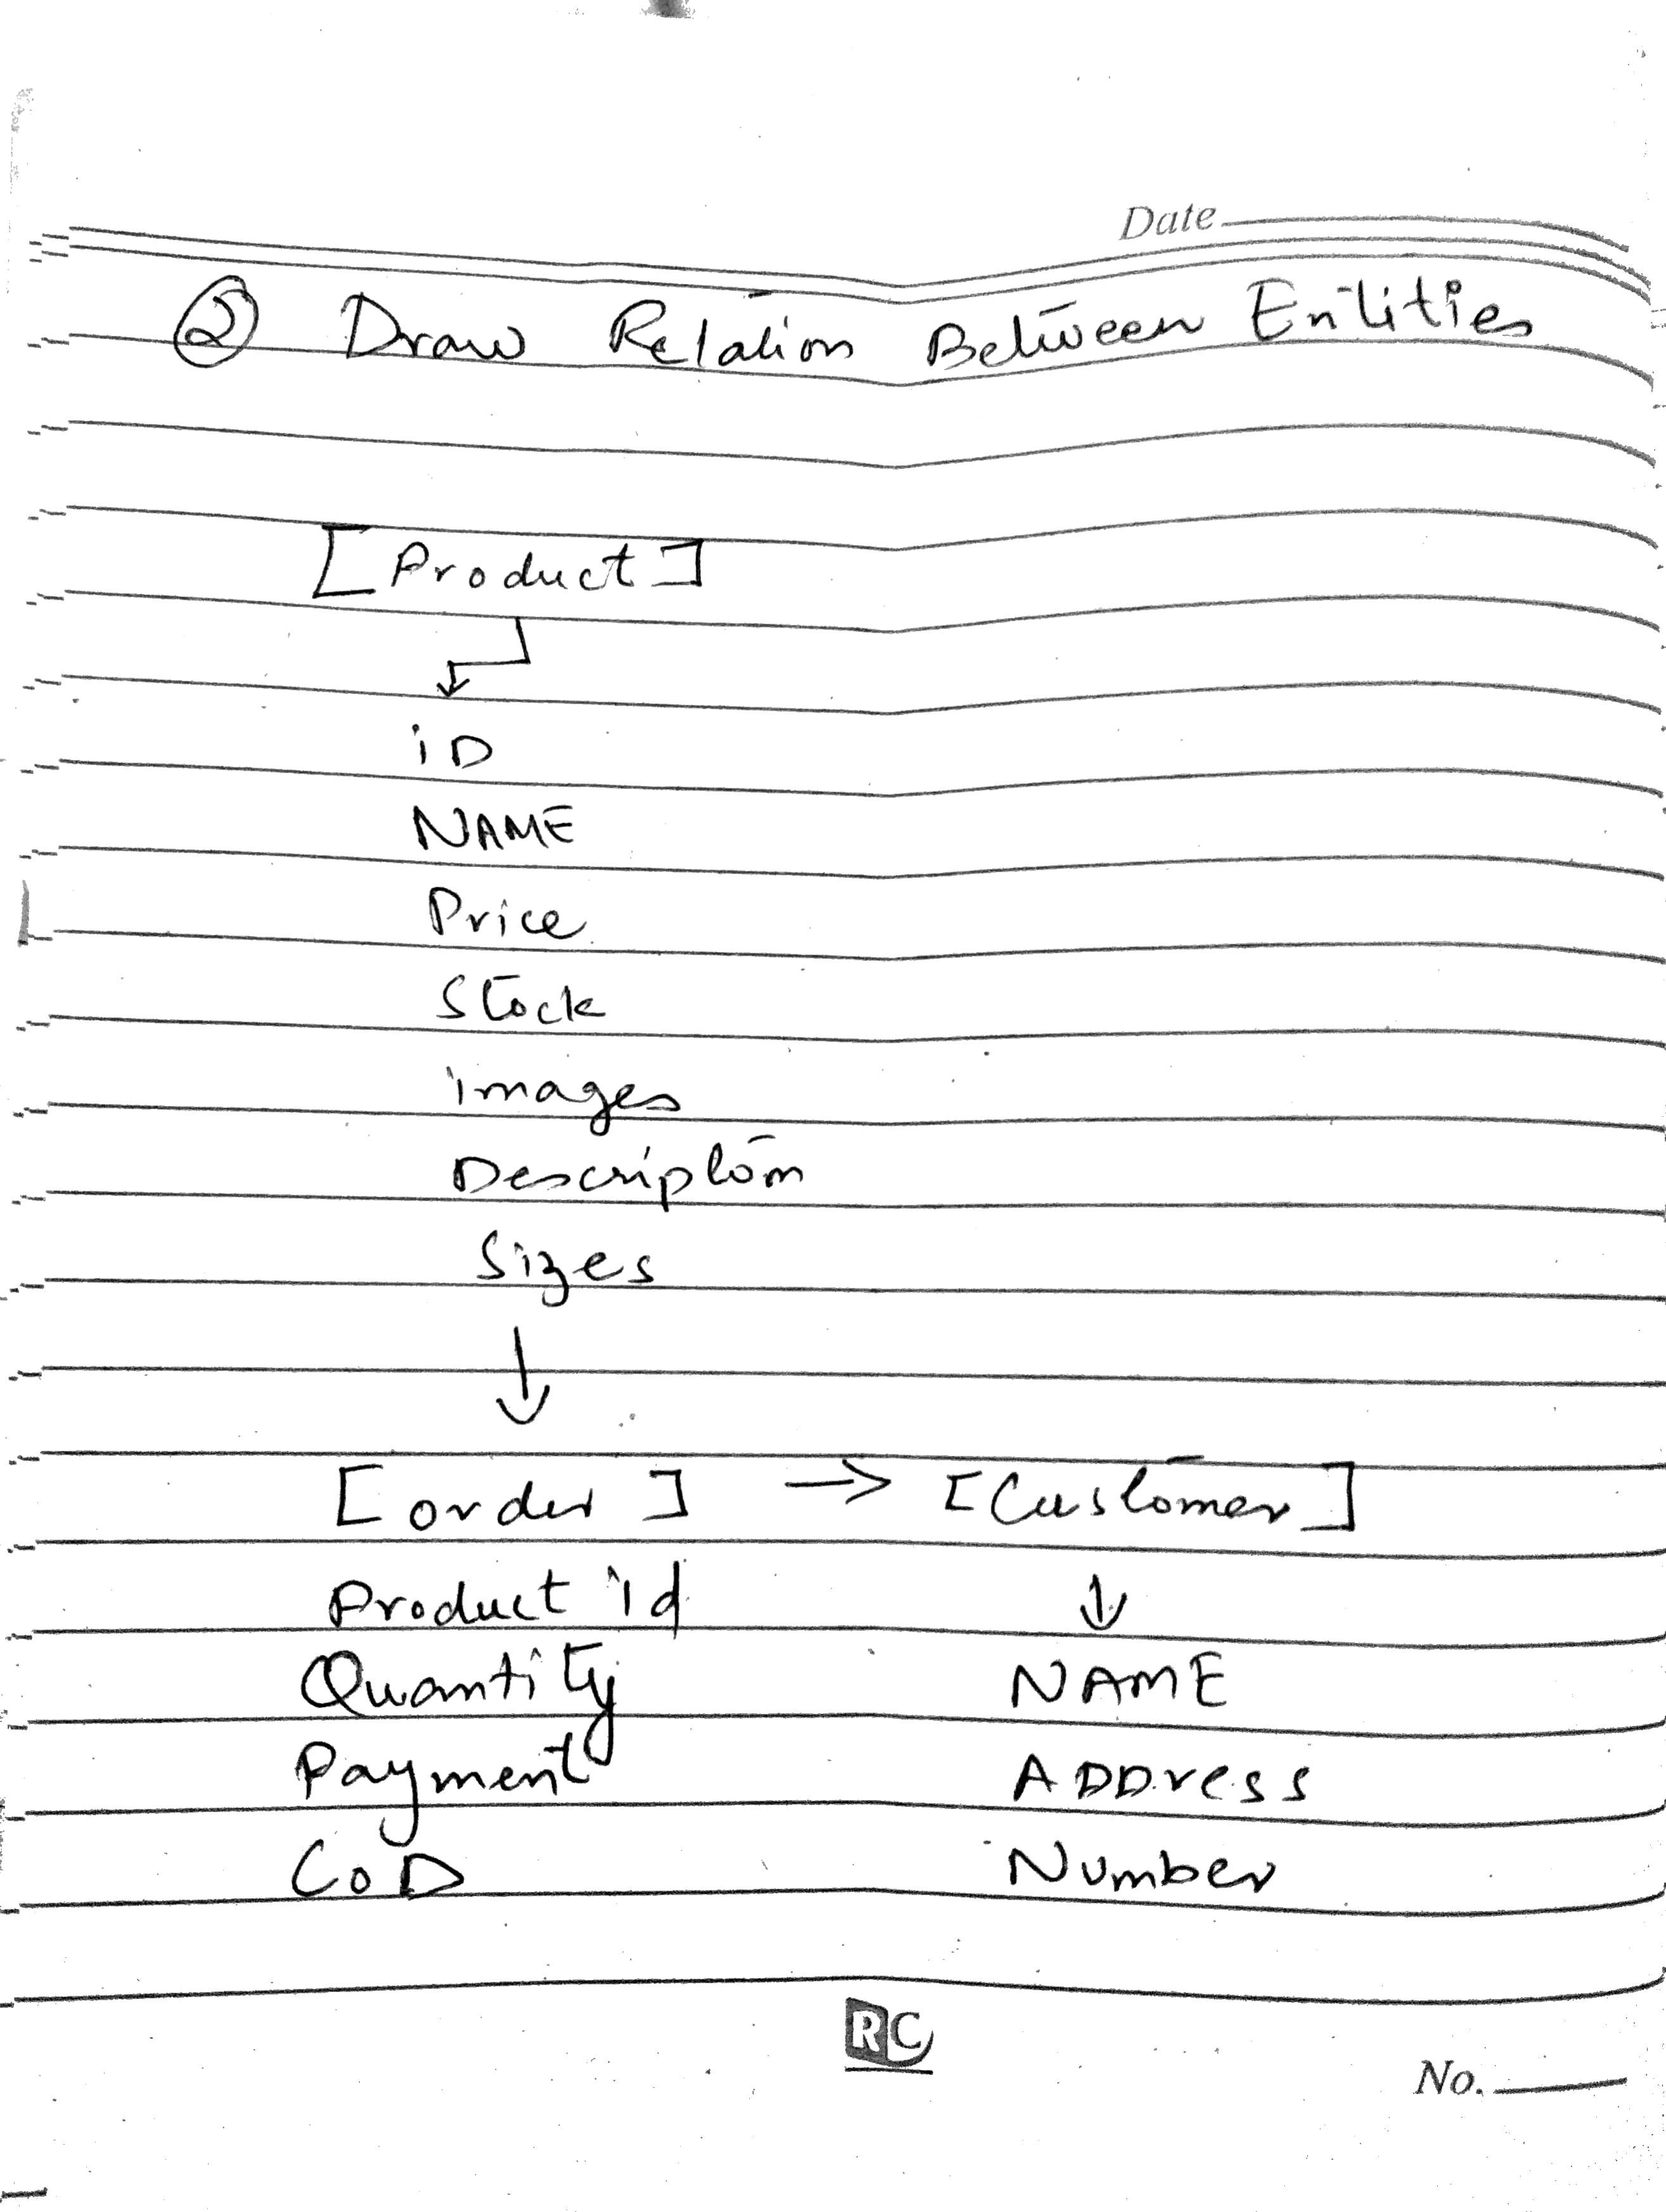 Date
② Draw Relation Between Entities
[Product]
iD
NAME
Price
Stock
images
Description
Sizes
[order] → [Customer]
Product id
Quantity NAME
Payment ADDress
CoD Number
RC
No.